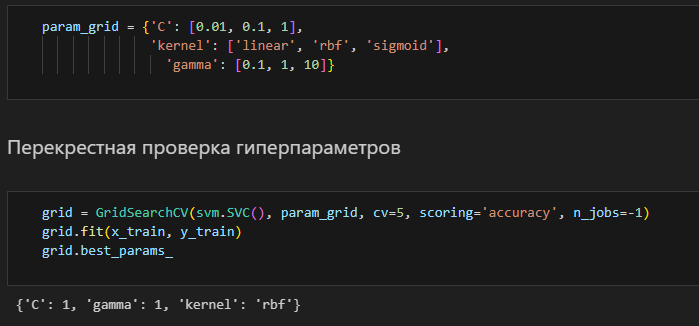 param_grid = {'C': [0.01, 0.1, 1],
'kernel': ['linear', 'rbf', 'sigmoid'],
'gamma': [0.1, 1, 10]}
Перекрестная проверка гиперпараметров
grid = GridSearchCV(svm.SVC(), param_grid, cv=5, scoring='accuracy', n_jobs=-1)
grid.fit(x_train, y_train)
grid.best_params_
{'C': 1, 'gamma': 1, 'kernel': 'rbf'}